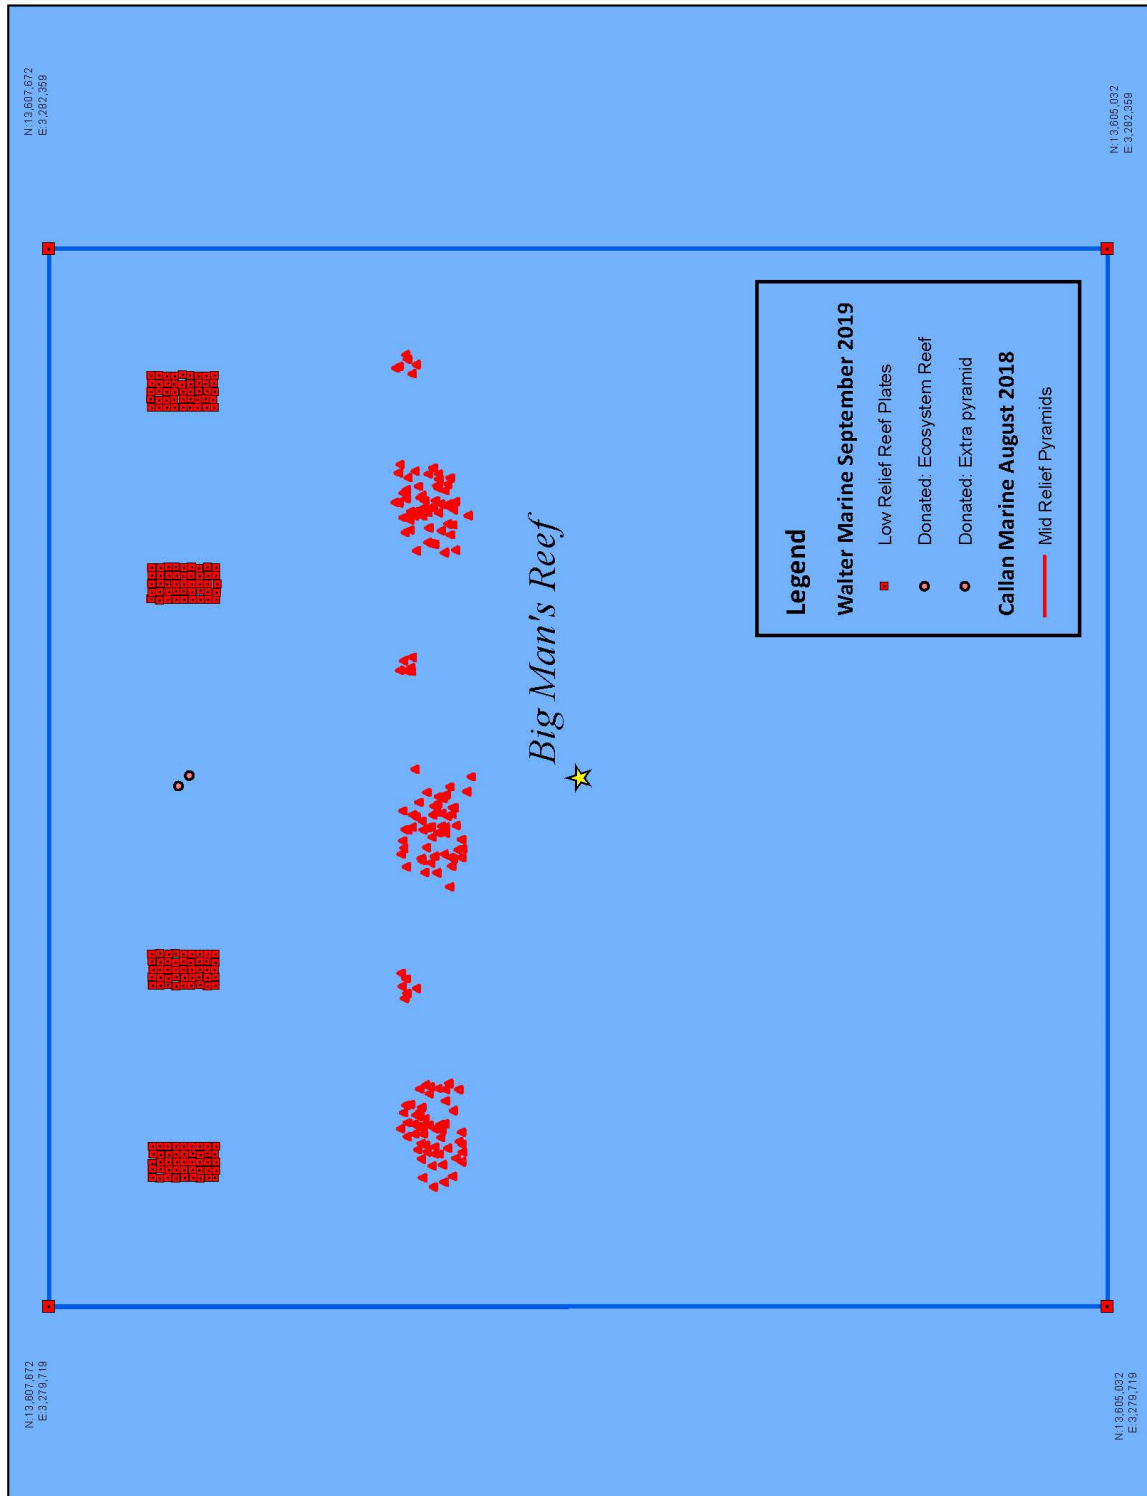 N:13,607,672
E:3,279,719
N:13,607,672
E:3,282,359
Big Man's Reef
Legend
Walter Marine September 2019
Low Relief Reef Plates
Donated: Ecosystem Reef
Donated: Extra pyramid
Callan Marine August 2018
Mid Relief Pyramids
N:13,605,032
E:3,279,719
N:13,605,032
E:3,282,359